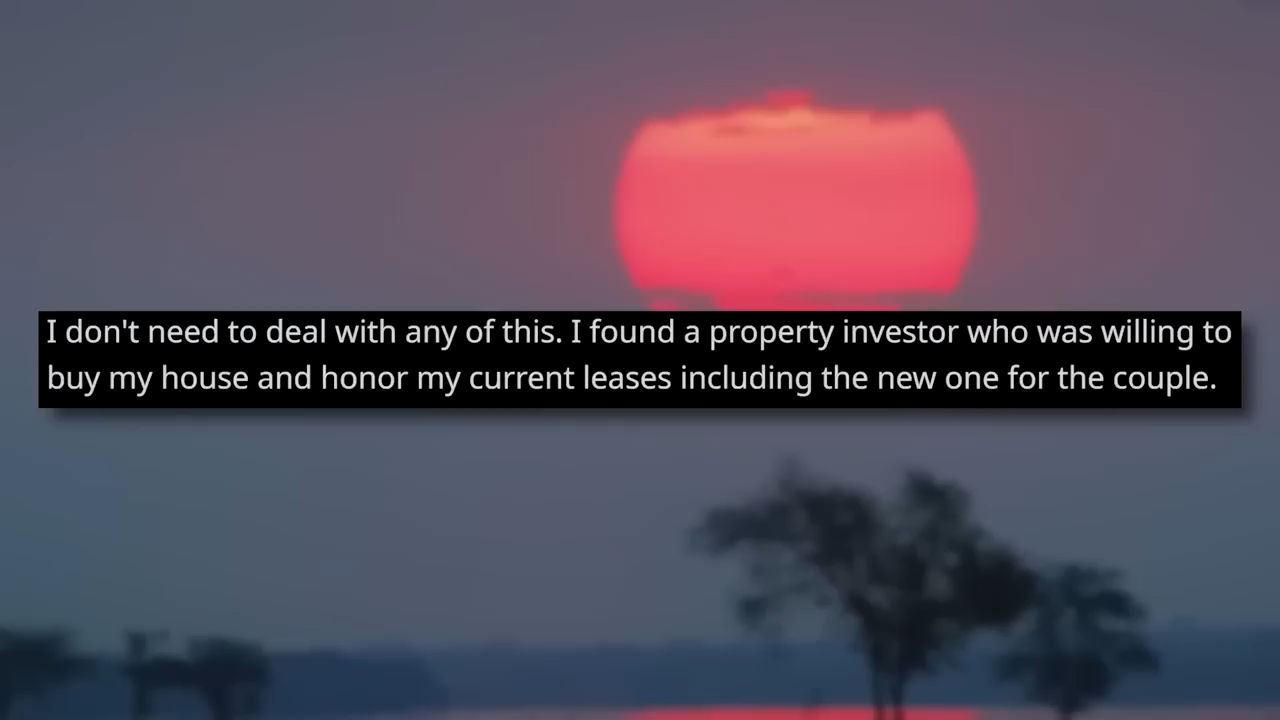 I don't need to deal with any of this. I found a property investor who was willing to
buy my house and honor my current leases including the new one for the couple.